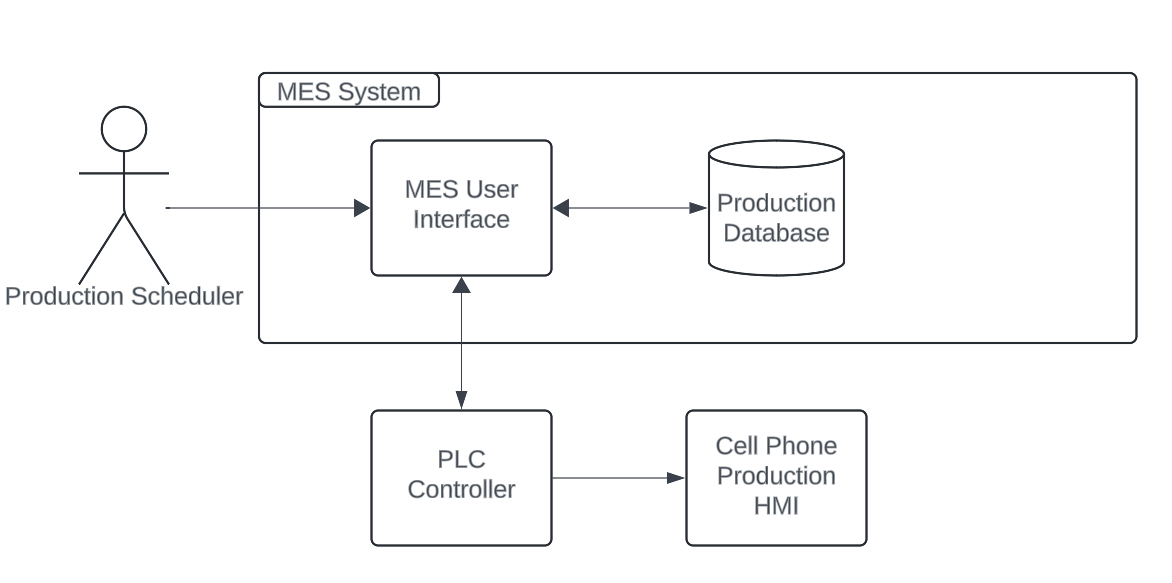 MES System
MES User
Interface
Production
Database
Production Scheduler
PLC
Controller
Cell Phone
Production
HMI